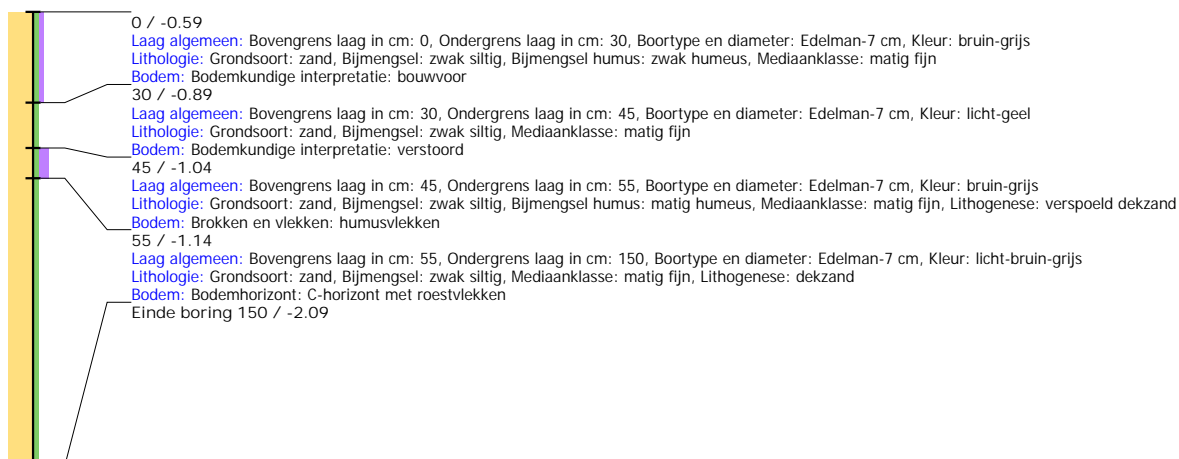 0 / -0.59
Laag algemeen: Bovengrens laag in cm: 0, Ondergrens laag in cm: 30, Boortype en diameter: Edelman-7 cm, Kleur: bruin-grijs
Lithologie: Grondsoort: zand, Bijmengsel: zwak siltig, Bijmengsel humus: zwak humeus, Mediaanklasse: matig fijn
Bodem: Bodemkundige interpretatie: bouwvoor
30 / -0.89
Laag algemeen: Bovengrens laag in cm: 30, Ondergrens laag in cm: 45, Boortype en diameter: Edelman-7 cm, Kleur: licht-geel
Lithologie: Grondsoort: zand, Bijmengsel: zwak siltig, Mediaanklasse: matig fijn
Bodem: Bodemkundige interpretatie: verstoord
45 / -1.04
Laag algemeen: Bovengrens laag in cm: 45, Ondergrens laag in cm: 55, Boortype en diameter: Edelman-7 cm, Kleur: bruin-grijs
Lithologie: Grondsoort: zand, Bijmengsel: zwak siltig, Bijmengsel humus: matig humeus, Mediaanklasse: matig fijn, Lithogenese: verspoeld dekzand
Bodem: Brokken en vlekken: humusvlekken
55 / -1.14
Laag algemeen: Bovengrens laag in cm: 55, Ondergrens laag in cm: 150, Boortype en diameter: Edelman-7 cm, Kleur: licht-bruin-grijs
Lithologie: Grondsoort: zand, Bijmengsel: zwak siltig, Mediaanklasse: matig fijn, Lithogenese: dekzand
Bodem: Bodemhorizont: C-horizont met roestvlekken
Einde boring 150 / -2.09